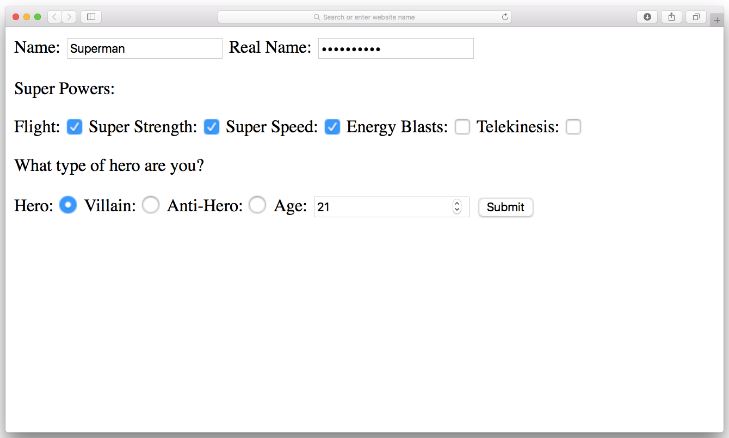 Search or enter website name
Name: Superman Real Name: ••••••••••
Super Powers:
Flight: Super Strength: Super Speed: Energy Blasts: Telekinesis:
What type of hero are you?
Hero: Villain: Anti-Hero: Age: 21 Submit